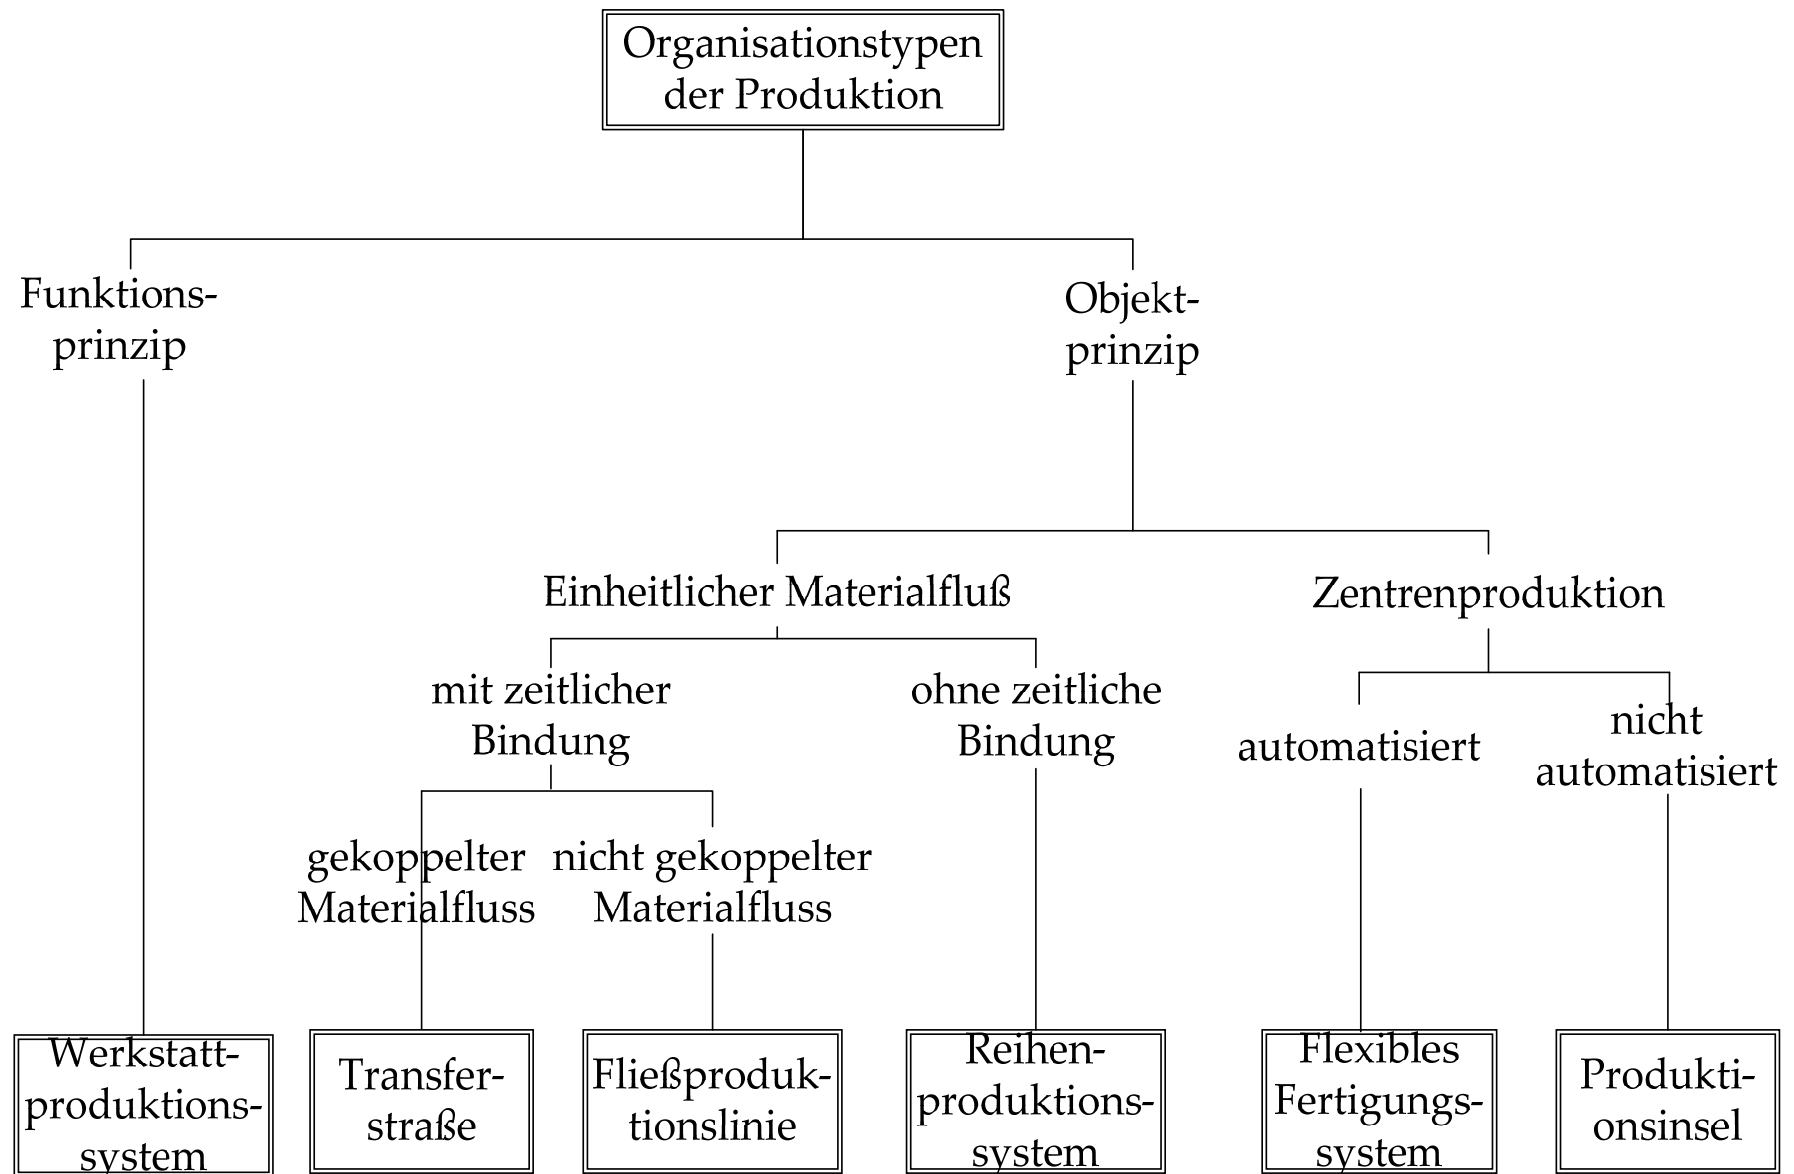 Organisationstypen
der Produktion
Funktions-
prinzip
Objekt-
prinzip
Einheitlicher Materialfluß
Zentrenproduktion
mit zeitlicher
Bindung
ohne zeitliche
Bindung
automatisiert
nicht
automatisiert
gekoppelter
Materialfluss
nicht gekoppelter
Materialfluss
Werkstatt-
produktions-
system
Transfer-
straße
Fließproduk-
tionslinie
Reihen-
produktions-
system
Flexibles
Fertigungs-
system
Produkti-
onsinsel